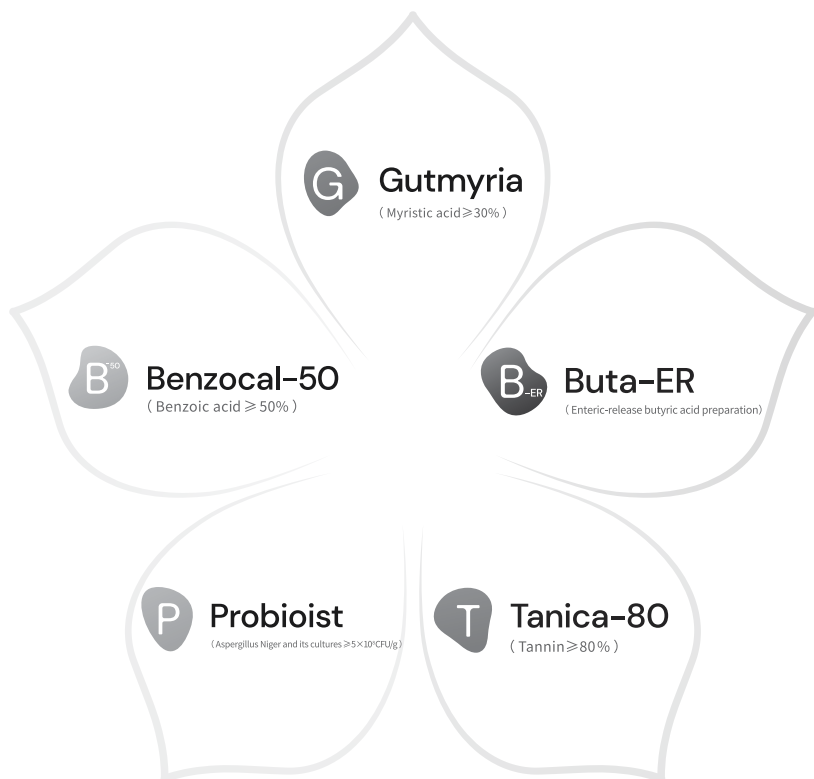 G
Gutmyria
( Myristic acid⩾30% )
B-50
Benzocal-50
( Benzoic acid ⩾ 50% )
B-ER
Buta-ER
( Enteric-release butyric acid preparation)
P
Probioist
( Aspergillus Niger and its cultures ⩾5×10⁸CFU/g )
T
Tanica-80
( Tannin⩾80% )